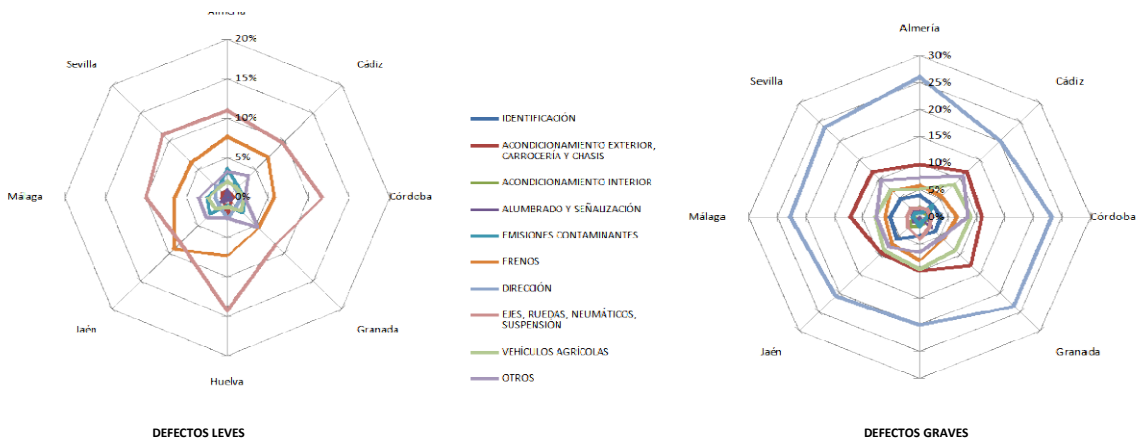 Almería
20%
Sevilla
Cádiz
15%
10%
5%
Málaga
0%
Córdoba
Jaén
Granada
Huelva
DEFECTOS LEVES
IDENTIFICACIÓN
ACONDICIONAMIENTO EXTERIOR,
CARROCERÍA Y CHASIS
ACONDICIONAMIENTO INTERIOR
ALUMBRADO Y SEÑALIZACIÓN
EMISIONES CONTAMINANTES
FRENOS
DIRECCIÓN
EJES, RUEDAS, NEUMÁTICOS,
SUSPENSION
VEHÍCULOS AGRÍCOLAS
OTROS
Almería
30%
Sevilla
25%
Cádiz
20%
15%
10%
5%
Málaga
0%
Córdoba
Jaén
Granada
DEFECTOS GRAVES